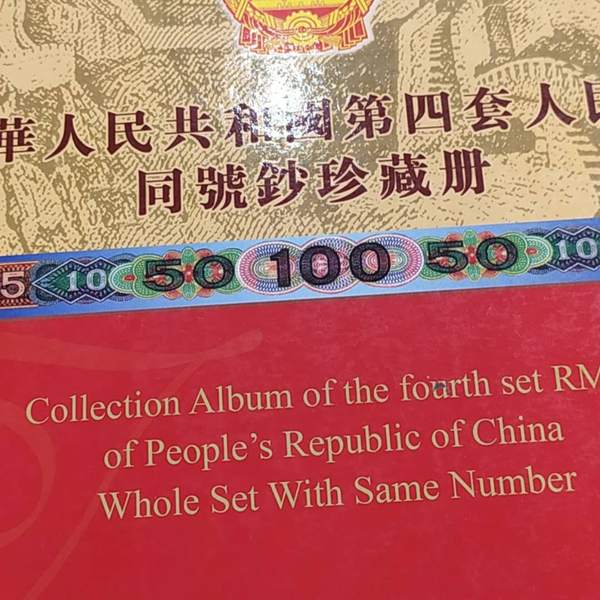 華人民共和國第四套人民
同號鈔珍藏册
5 10 50 100 50 10
Collection Album of the fourth set RM
of People's Republic of China
Whole Set With Same Number